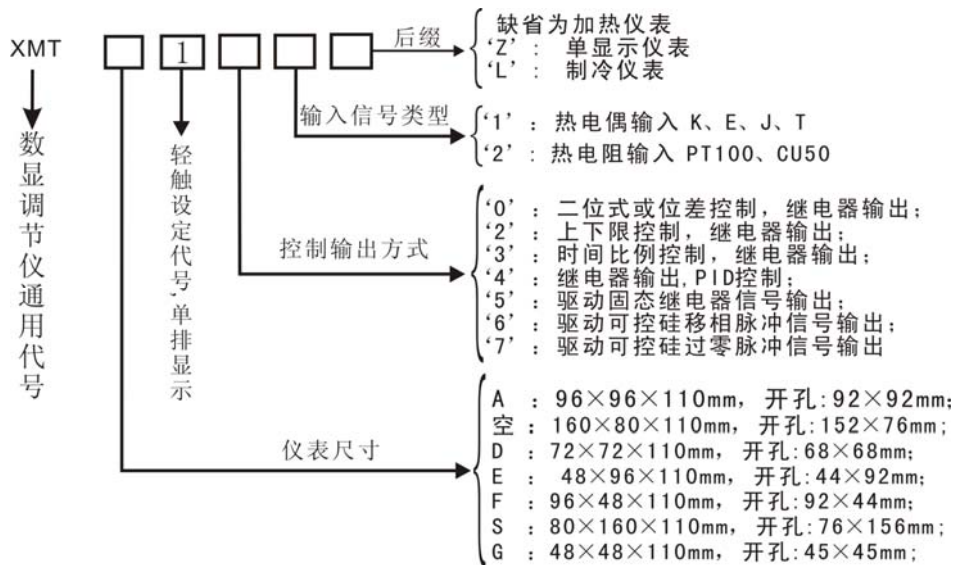 XMT
1
后缀
缺省为加热仪表
‘Z’： 单显示仪表
‘L’： 制冷仪表
输入信号类型
‘1’：热电偶输入 K、E、J、T
‘2’：热电阻输入 PT100、CU50
数显调节仪通用代号
轻触设定代号,单排显示
控制输出方式
‘0’：二位式或位差控制，继电器输出；
‘2’：上下限控制，继电器输出；
‘3’：时间比例控制，继电器输出；
‘4’：继电器输出,PID控制；
‘5’：驱动固态继电器信号输出；
‘6’：驱动可控硅移相脉冲信号输出；
‘7’：驱动可控硅过零脉冲信号输出
仪表尺寸
A ：96×96×110mm，开孔:92×92mm;
空：160×80×110mm，开孔:152×76mm;
D ：72×72×110mm，开孔:68×68mm;
E ： 48×96×110mm，开孔:44×92mm;
F ：96×48×110mm，开孔:92×44mm;
S ：80×160×110mm，开孔:76×156mm;
G ：48×48×110mm，开孔:45×45mm;